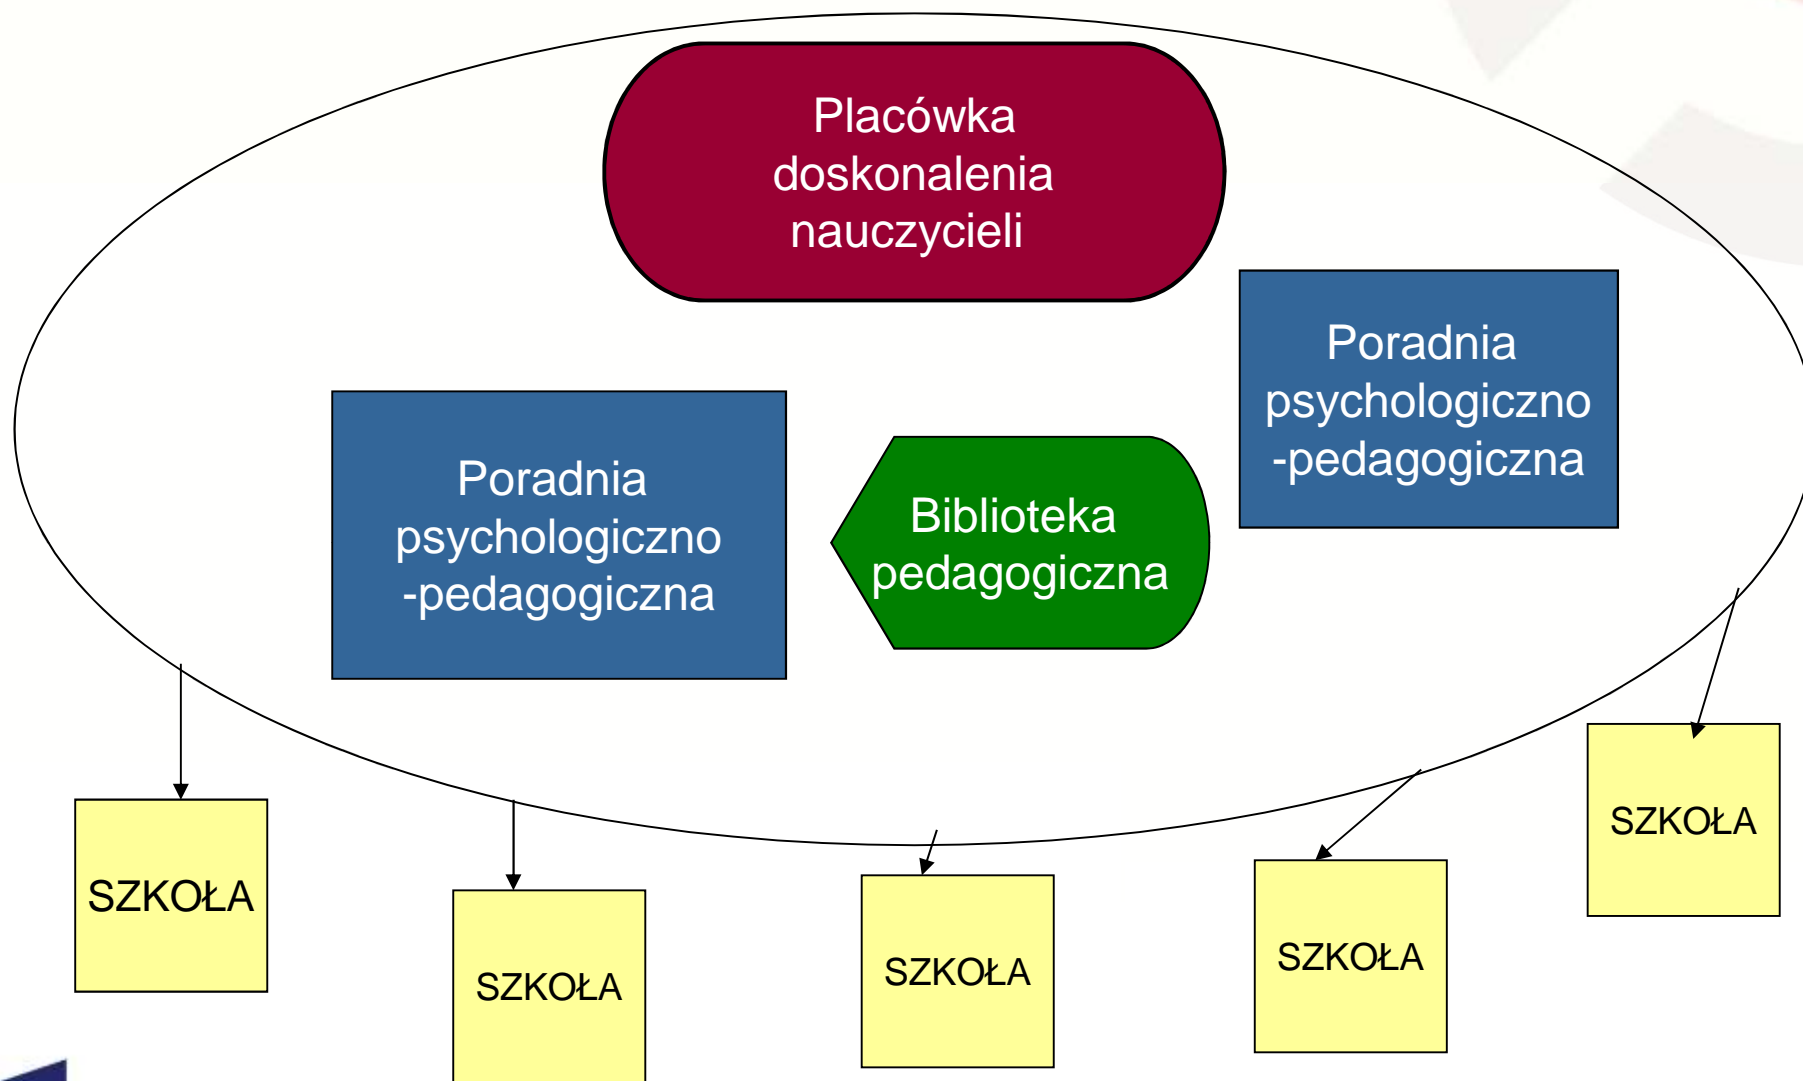 Placówka
doskonalenia
nauczycieli
Poradnia
psychologiczno
-pedagogiczna
Poradnia
psychologiczno
-pedagogiczna
Biblioteka
pedagogiczna
SZKOŁA
SZKOŁA
SZKOŁA
SZKOŁA
SZKOŁA